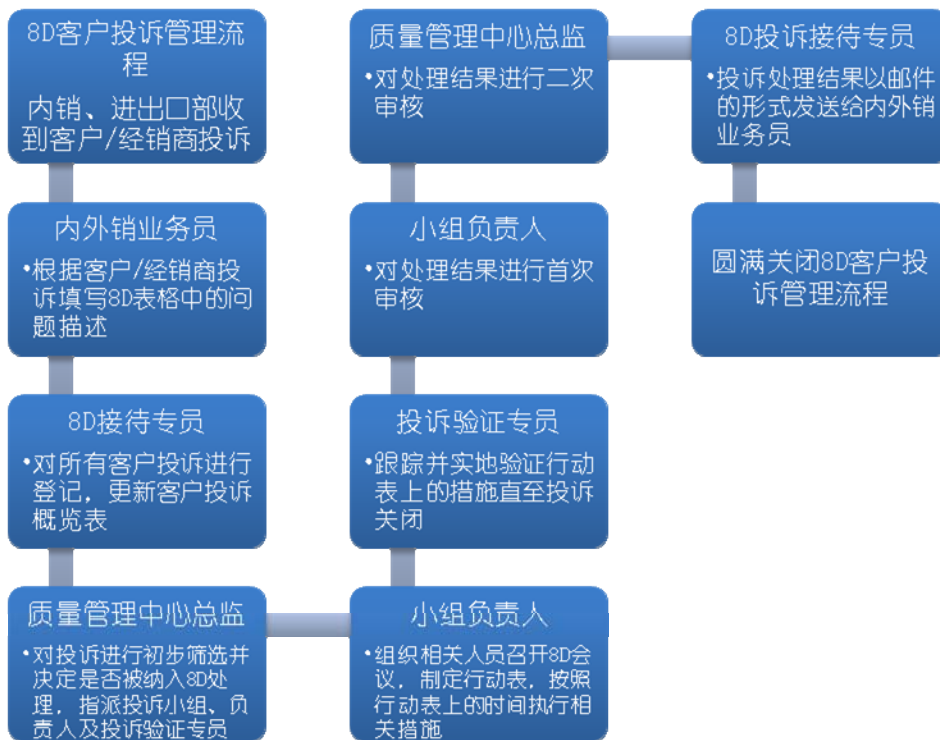 8D客户投诉管理流
程
内销、进出口部收
到客户/经销商投诉
内外销业务员
•根据客户/经销商投
诉填写8D表格中的问
题描述
8D接待专员
•对所有客户投诉进行
登记，更新客户投诉
概览表
质量管理中心总监
•对投诉进行初步筛选并
决定是否被纳入8D处
理，指派投诉小组、负
责人及投诉验证专员
小组负责人
•组织相关人员召开8D会
议，制定行动表，按照
行动表上的时间执行相
关措施
投诉验证专员
•跟踪并实地验证行动
表上的措施直至投诉
关闭
小组负责人
•对处理结果进行首次
审核
质量管理中心总监
•对处理结果进行二次
审核
8D投诉接待专员
•投诉处理结果以邮件
的形式发送给内外销
业务员
圆满关闭8D客户投
诉管理流程